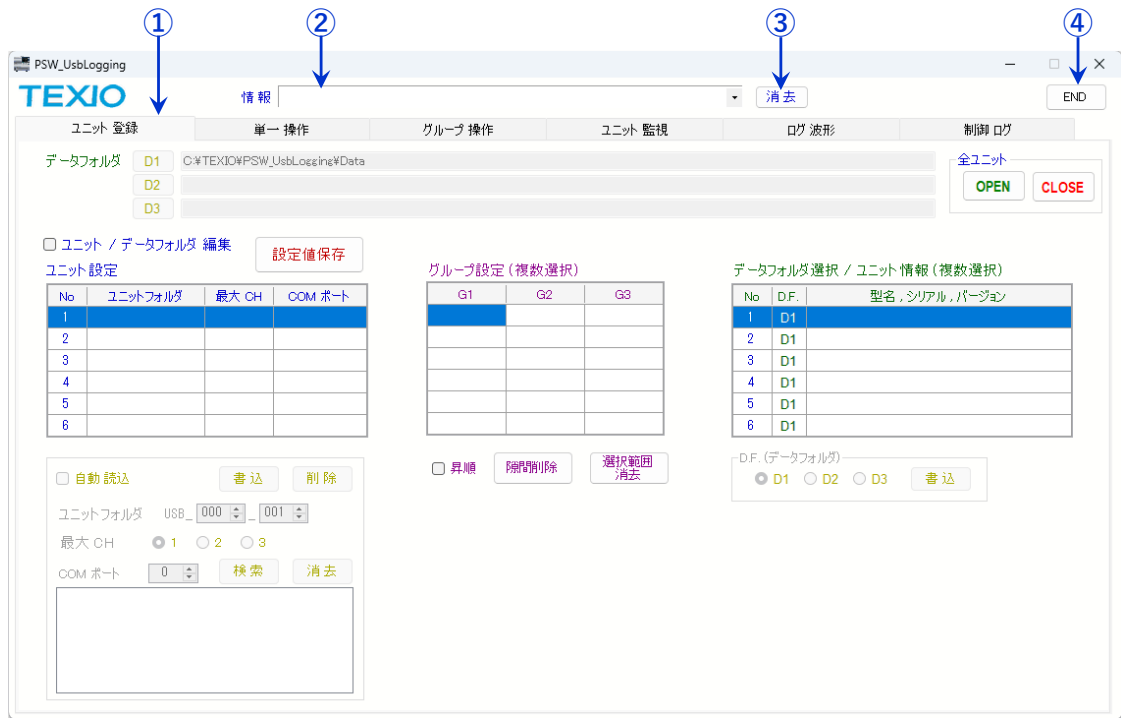 ① ② ③ ④
PSW_UsbLogging
TEXIO 情報 消去 END
ユニット 登録 単一 操作 グループ 操作 ユニット 監視 ログ 波形 制御 ログ
データフォルダ D1 C:¥TEXIO¥PSW_UsbLogging¥Data 全ユニット
D2 OPEN CLOSE
D3
ユニット / データフォルダ 編集 設定値保存
ユニット設定 グループ設定(複数選択) データフォルダ選択 / ユニット情報(複数選択)
No ユニットフォルダ 最大 CH COM ポート G1 G2 G3 No D.F. 型名 , シリアル , バージョン
1 1 D1
2 2 D1
3 3 D1
4 4 D1
5 5 D1
6 6 D1
自動読込 書込 削除 昇順 隙間削除 選択範囲
消去
D.F. (データフォルダ)
D1 D2 D3 書込
ユニットフォルダ USB_ 000 _ 001
最大 CH 1 2 3
COM ポート 0 検索 消去